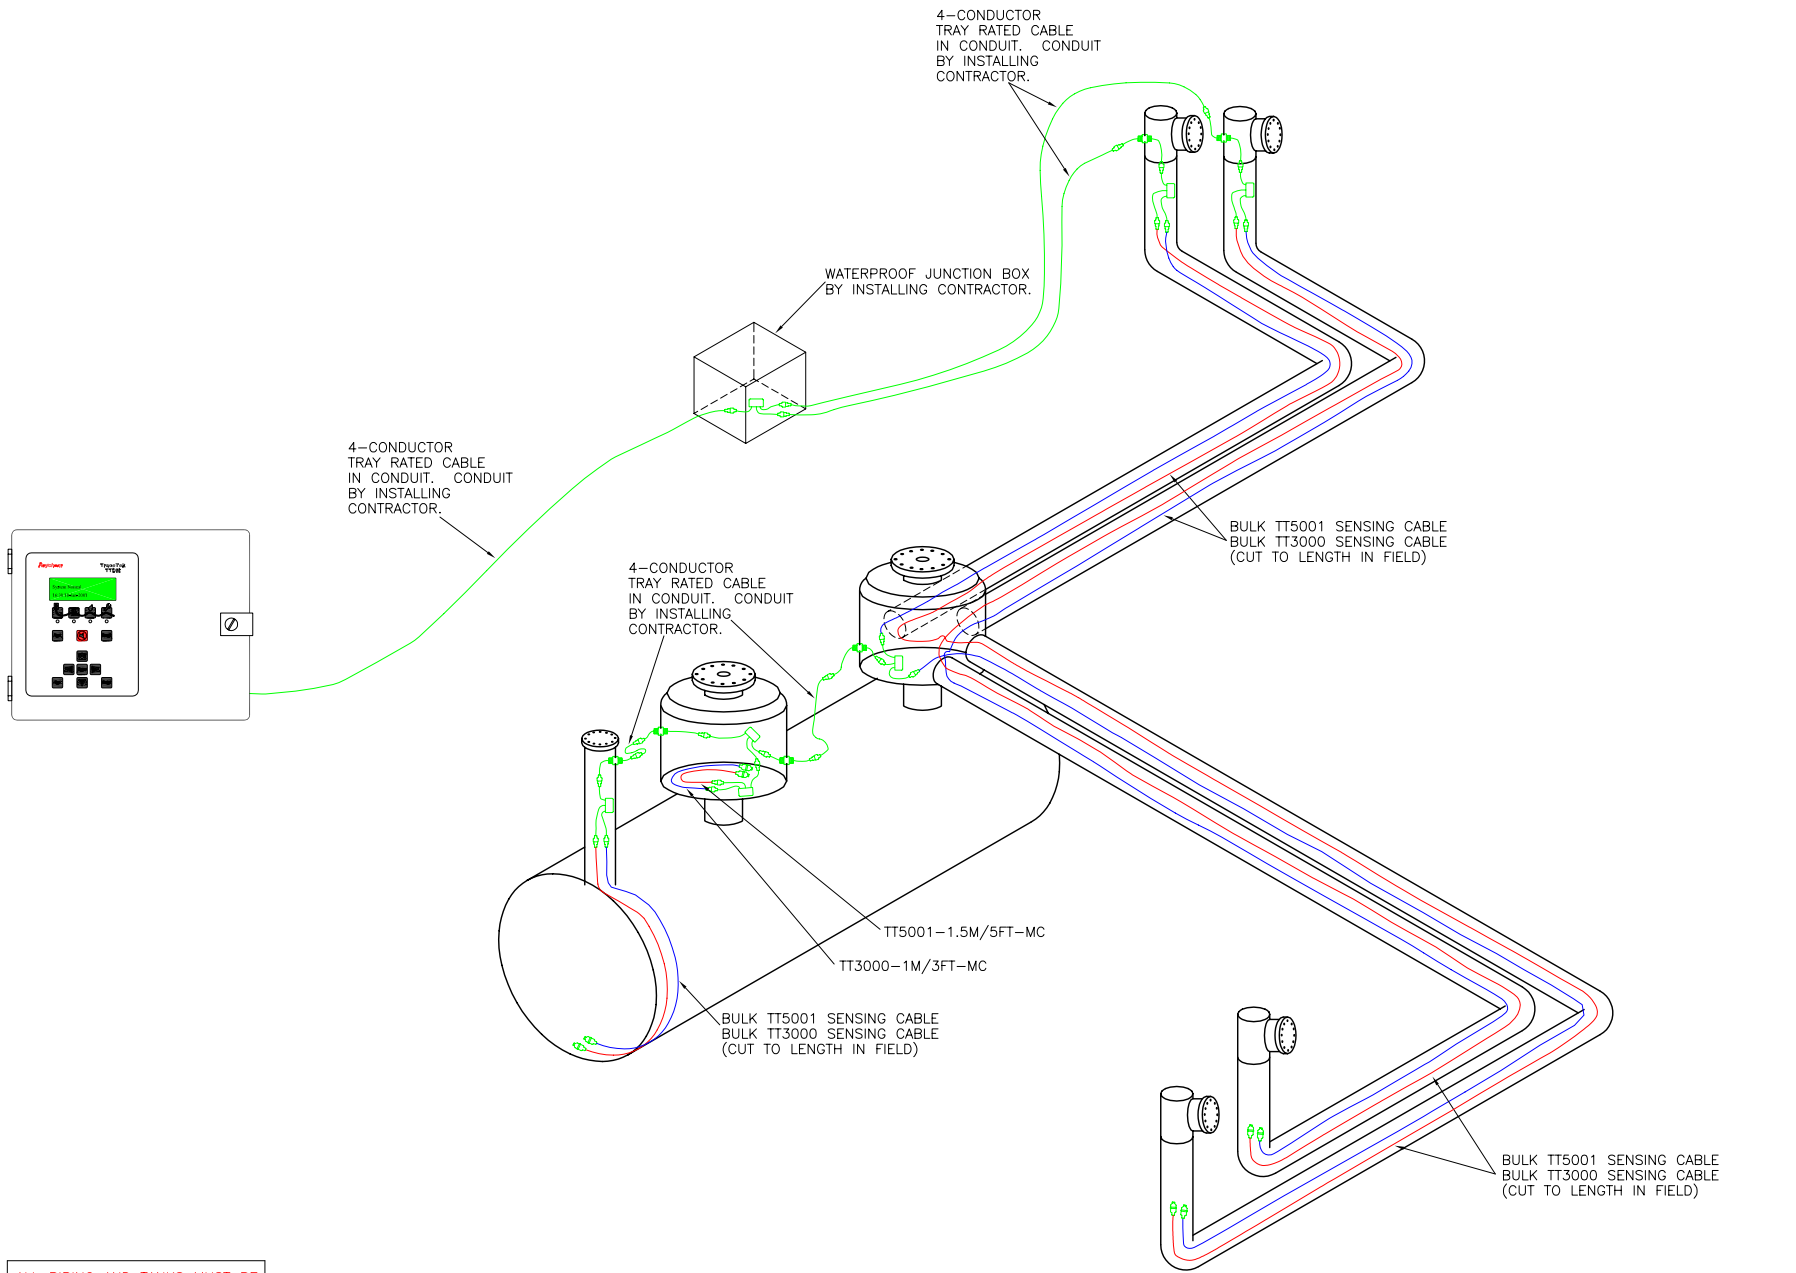 4-CONDUCTOR
TRAY RATED CABLE
IN CONDUIT. CONDUIT
BY INSTALLING
CONTRACTOR.
WATERPROOF JUNCTION BOX
BY INSTALLING CONTRACTOR.
4-CONDUCTOR
TRAY RATED CABLE
IN CONDUIT. CONDUIT
BY INSTALLING
CONTRACTOR.
BULK TT5001 SENSING CABLE
BULK TT3000 SENSING CABLE
(CUT TO LENGTH IN FIELD)
4-CONDUCTOR
TRAY RATED CABLE
IN CONDUIT. CONDUIT
BY INSTALLING
CONTRACTOR.
TT5001-1.5M/5FT-MC
TT3000-1M/3FT-MC
BULK TT5001 SENSING CABLE
BULK TT3000 SENSING CABLE
(CUT TO LENGTH IN FIELD)
BULK TT5001 SENSING CABLE
BULK TT3000 SENSING CABLE
(CUT TO LENGTH IN FIELD)